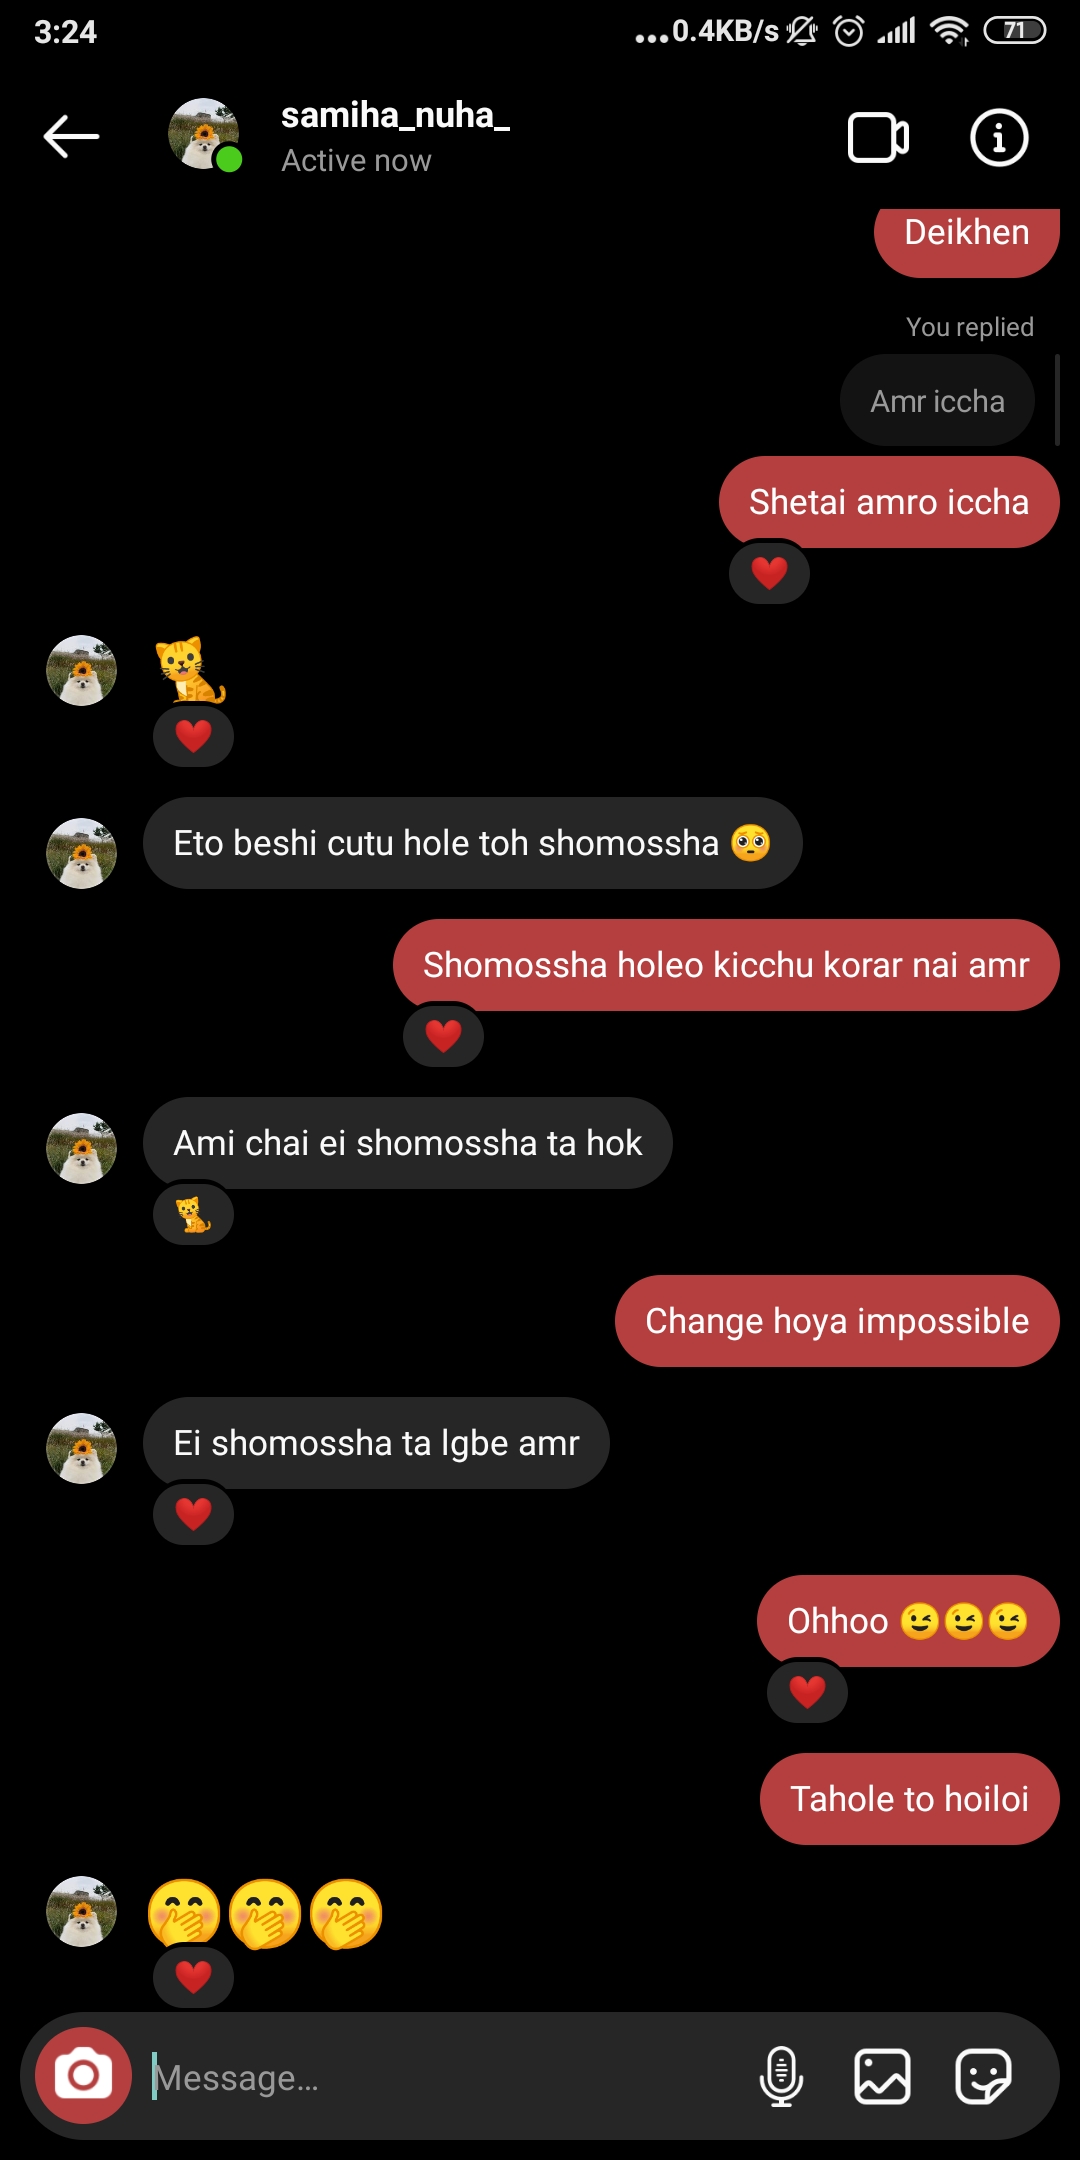 3:24
...0.4KB/s 71
samiha_nuha_
Active now
Deikhen
You replied
Amr iccha
Shetai amro iccha
❤️
🐈
❤️
Eto beshi cutu hole toh shomossha 🥺
Shomossha holeo kicchu korar nai amr
❤️
Ami chai ei shomossha ta hok
🐈
Change hoya impossible
Ei shomossha ta lgbe amr
❤️
Ohhoo 😉😉😉
❤️
Tahole to hoiloi
🤭🤭🤭
❤️
Message...